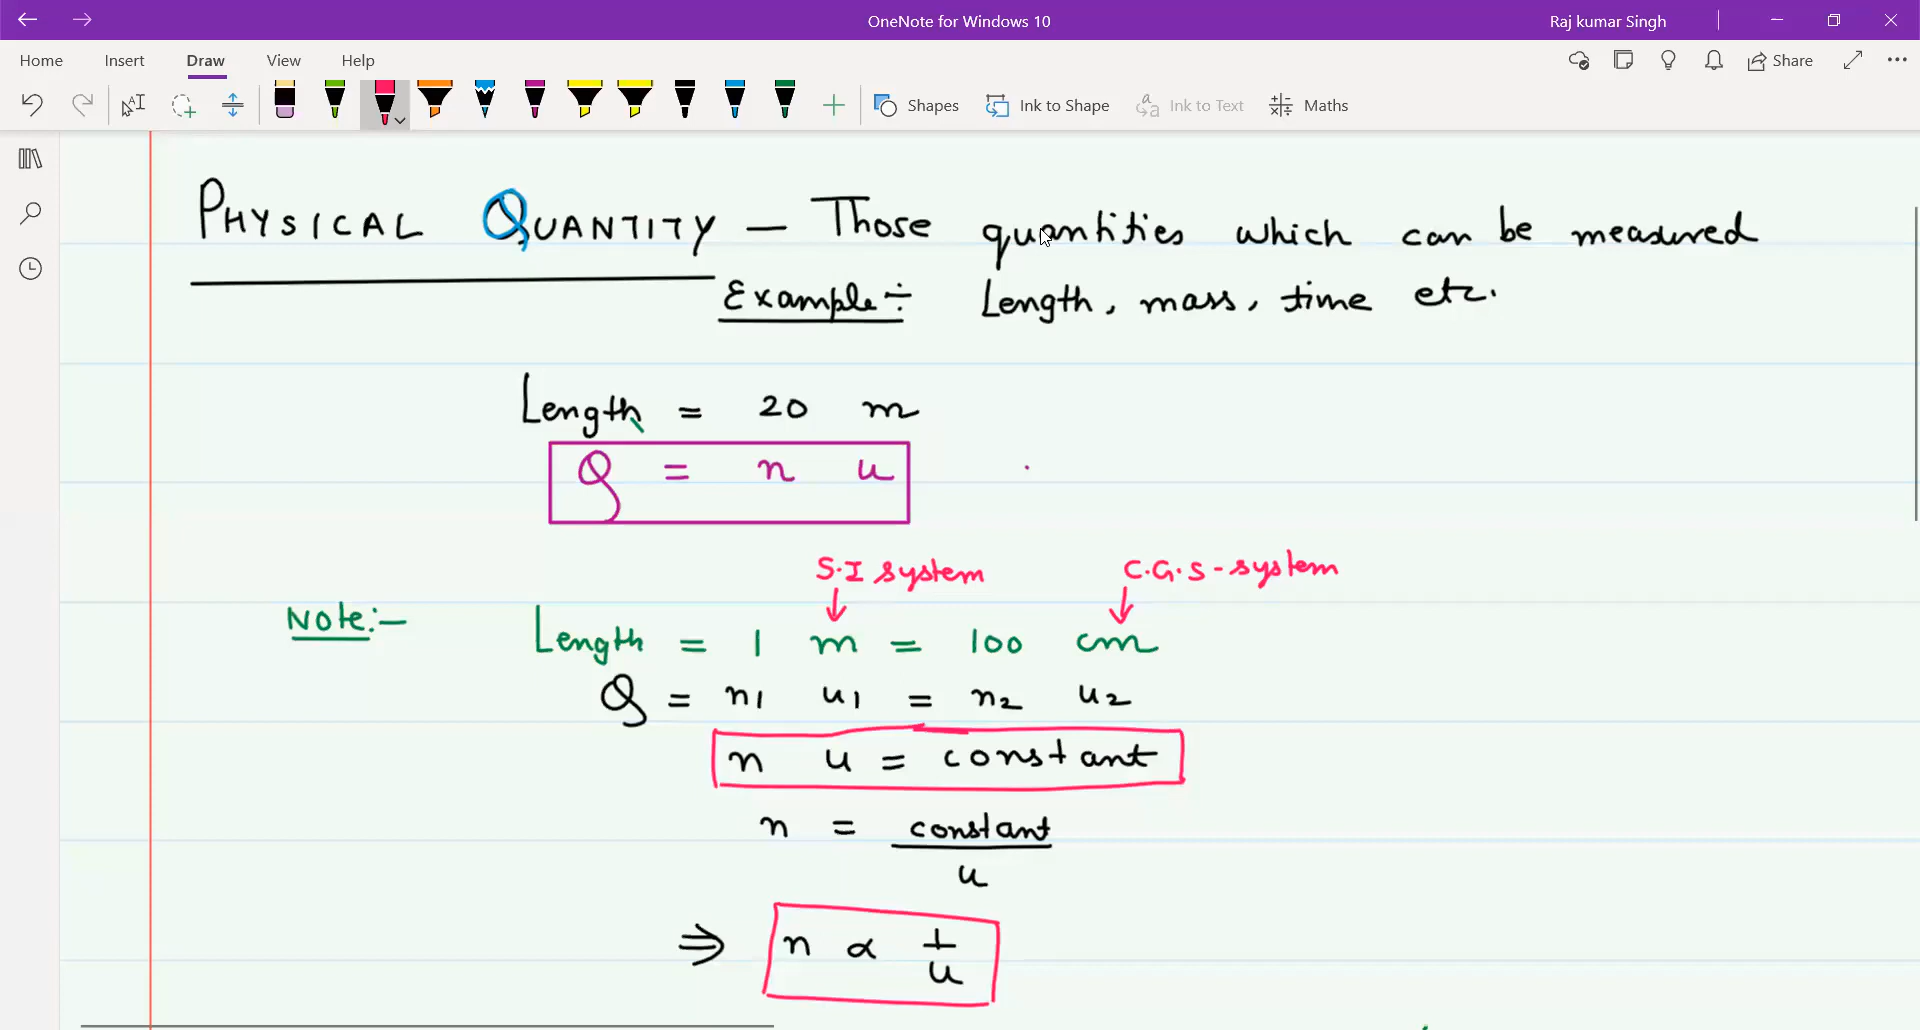 OneNote for Windows 10
Raj kumar Singh
Home Insert Draw View Help
Share
Shapes Ink to Shape Ink to Text Maths
PHYSICAL QUANTITY — Those quantities which can be measured
Example÷ Length, mass, time etc.
Length = 20 m
Q = n u
S.I system C.G.S-system
Note:- Length = 1 m = 100 cm
Q = n1 u1 = n2 u2
n u = constant
n = constant
u
⇒ n ∝ 1
u